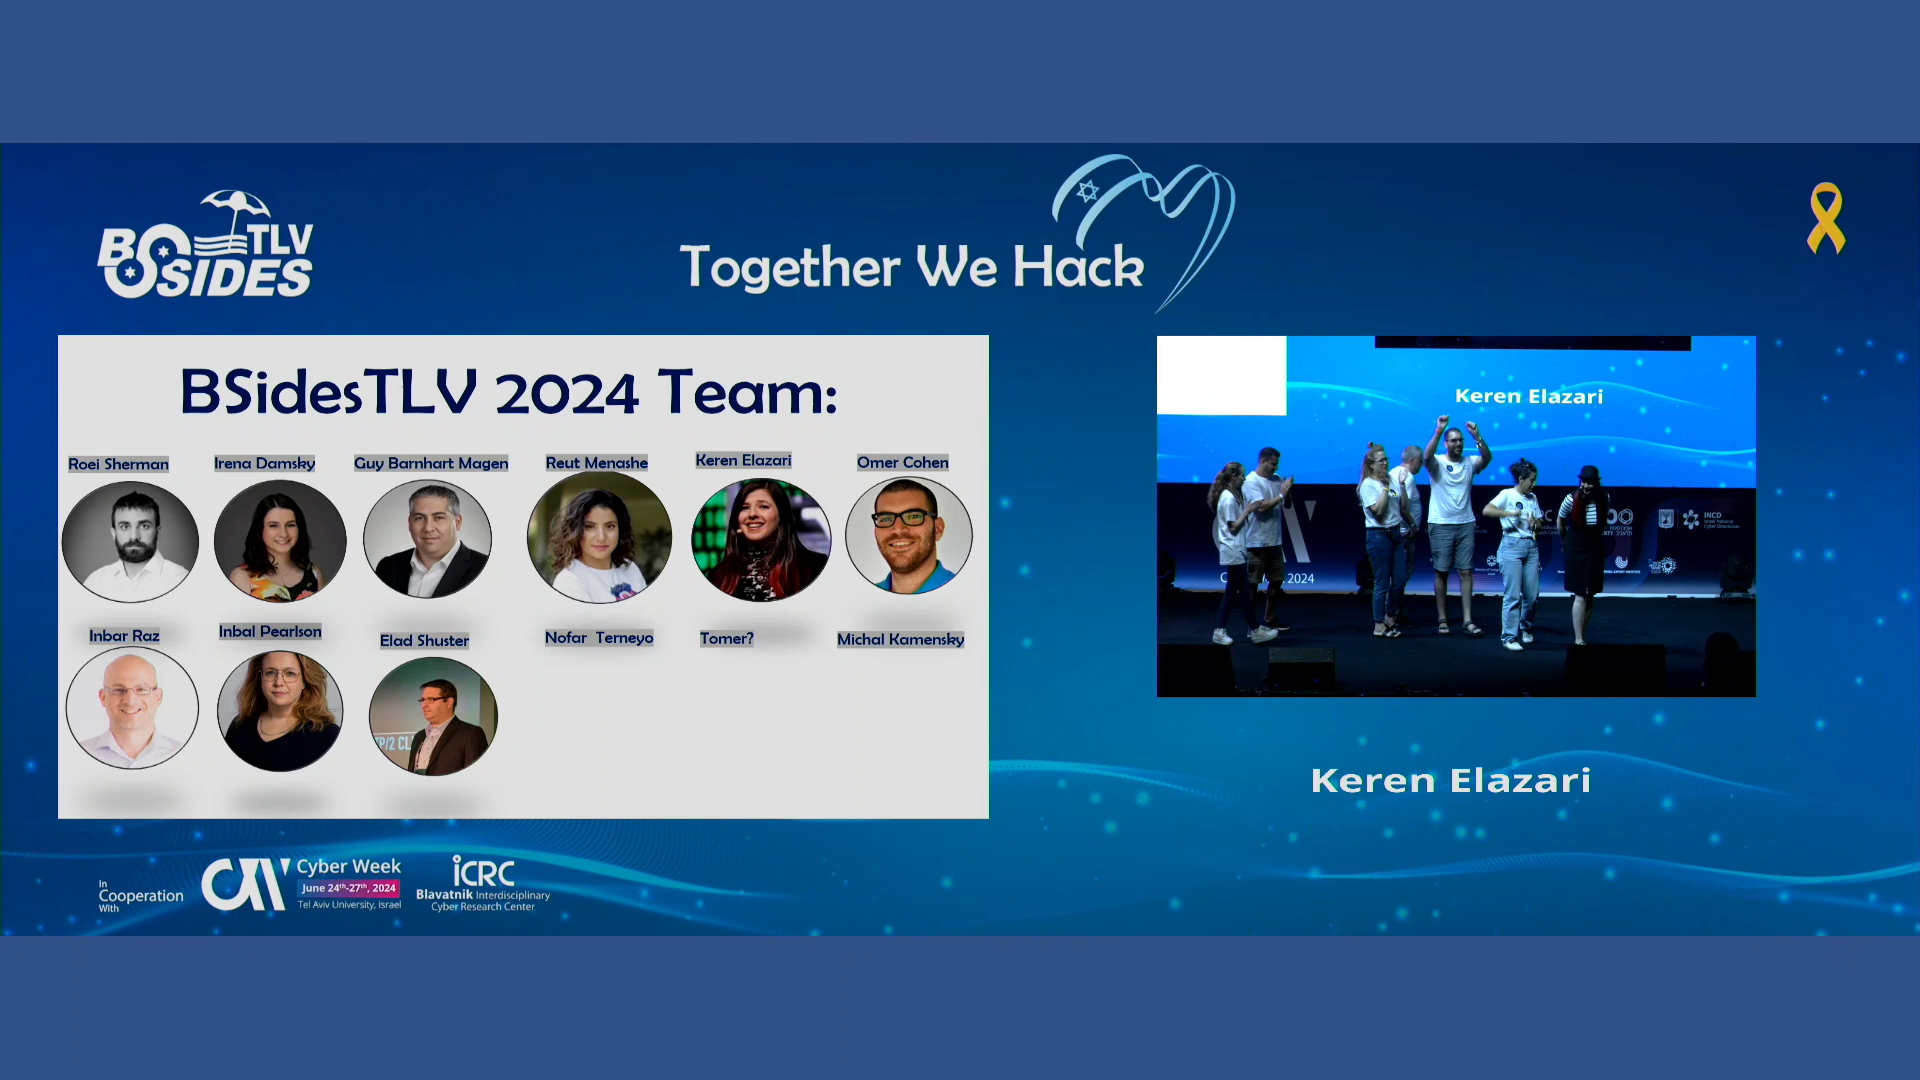 BSIDES TLV
Together We Hack
BSidesTLV 2024 Team:
Roei Sherman
Irena Damsky
Guy Barnhart Magen
Reut Menashe
Keren Elazari
Omer Cohen
Inbar Raz
Inbal Pearlson
Elad Shuster
Nofar Terneyo
Tomer?
Michal Kamensky
TP/2 CL
Keren Elazari
INCD
2024
Keren Elazari
In
Cooperation
With
Cyber Week
June 24th-27th, 2024
Tel Aviv University, Israel
iCRC
Blavatnik Interdisciplinary
Cyber Research Center